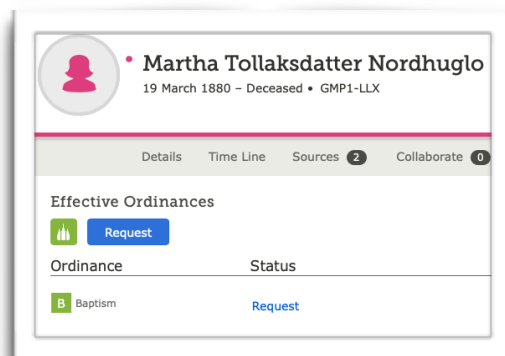 Martha Tollaksdatter Nordhuglo
19 March 1880 – Deceased • GMP1-LLX
Details Time Line Sources 2 Collaborate 0
Effective Ordinances
Request
Ordinance Status
B Baptism Request